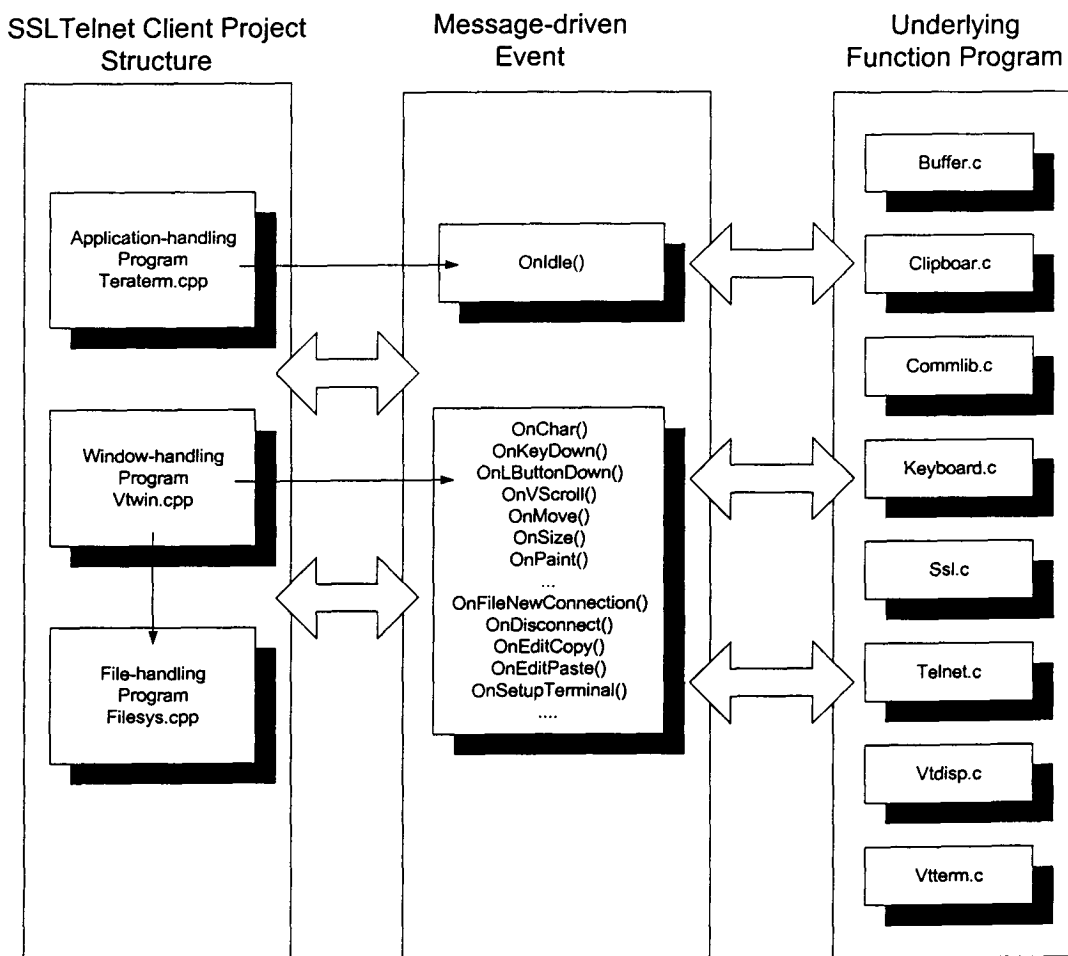 SSLTelnet Client Project
Structure
Application-handling
Program
Teraterm.cpp
Window-handling
Program
Vtwin.cpp
File-handling
Program
Filesys.cpp
Message-driven
Event
OnIdle()
OnChar()
OnKeyDown()
OnLButtonDown()
OnVScroll()
OnMove()
OnSize()
OnPaint()
...
OnFileNewConnection()
OnDisconnect()
OnEditCopy()
OnEditPaste()
OnSetupTerminal()
....
Underlying
Function Program
Buffer.c
Clipboar.c
Commlib.c
Keyboard.c
Ssl.c
Telnet.c
Vtdisp.c
Vtterm.c